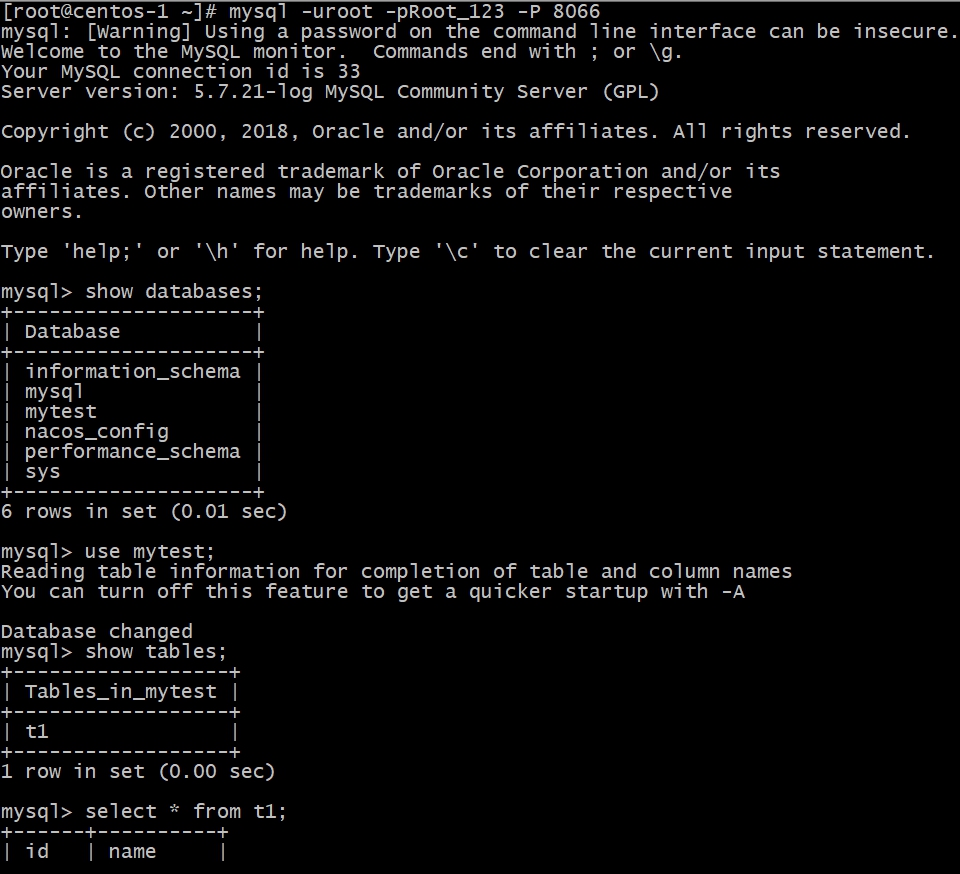 [root@centos-1 ~]# mysql -uroot -pRoot_123 -P 8066
mysql: [Warning] Using a password on the command line interface can be insecure.
Welcome to the MySQL monitor.  Commands end with ; or \g.
Your MySQL connection id is 33
Server version: 5.7.21-log MySQL Community Server (GPL)

Copyright (c) 2000, 2018, Oracle and/or its affiliates. All rights reserved.

Oracle is a registered trademark of Oracle Corporation and/or its
affiliates. Other names may be trademarks of their respective
owners.

Type 'help;' or '\h' for help. Type '\c' to clear the current input statement.

mysql> show databases;
+--------------------+
| Database           |
+--------------------+
| information_schema |
| mysql              |
| mytest             |
| nacos_config       |
| performance_schema |
| sys                |
+--------------------+
6 rows in set (0.01 sec)

mysql> use mytest;
Reading table information for completion of table and column names
You can turn off this feature to get a quicker startup with -A

Database changed
mysql> show tables;
+------------------+
| Tables_in_mytest |
+------------------+
| t1               |
+------------------+
1 row in set (0.00 sec)

mysql> select * from t1;
+------+----------+
| id   | name     |